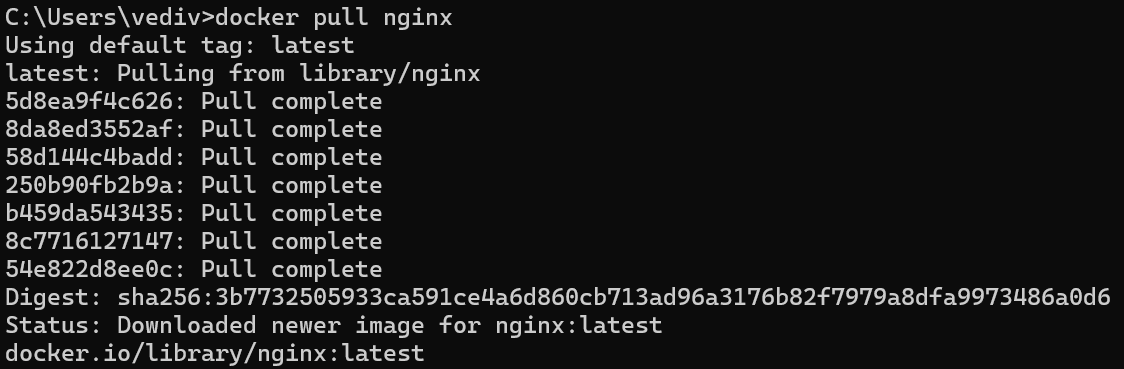 C:\Users\vediv>docker pull nginx
Using default tag: latest
latest: Pulling from library/nginx
5d8ea9f4c626: Pull complete
8da8ed3552af: Pull complete
58d144c4badd: Pull complete
250b90fb2b9a: Pull complete
b459da543435: Pull complete
8c7716127147: Pull complete
54e822d8ee0c: Pull complete
Digest: sha256:3b7732505933ca591ce4a6d860cb713ad96a3176b82f7979a8dfa9973486a0d6
Status: Downloaded newer image for nginx:latest
docker.io/library/nginx:latest